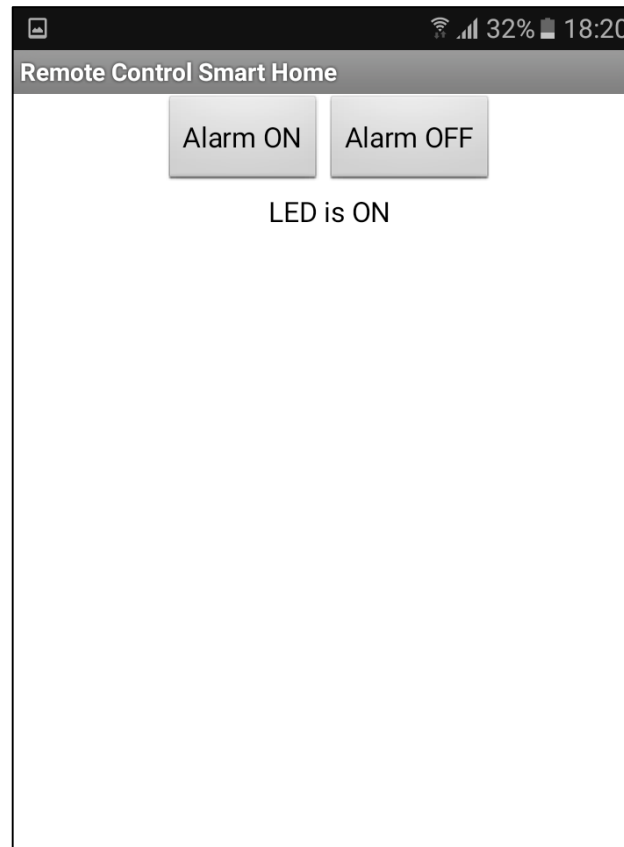 32% 18:20
Remote Control Smart Home
Alarm ON Alarm OFF
LED is ON